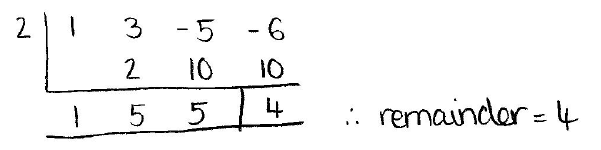 2 | 1 3 -5 -6
2 10 10
1 5 5 | 4 ∴ remainder = 4